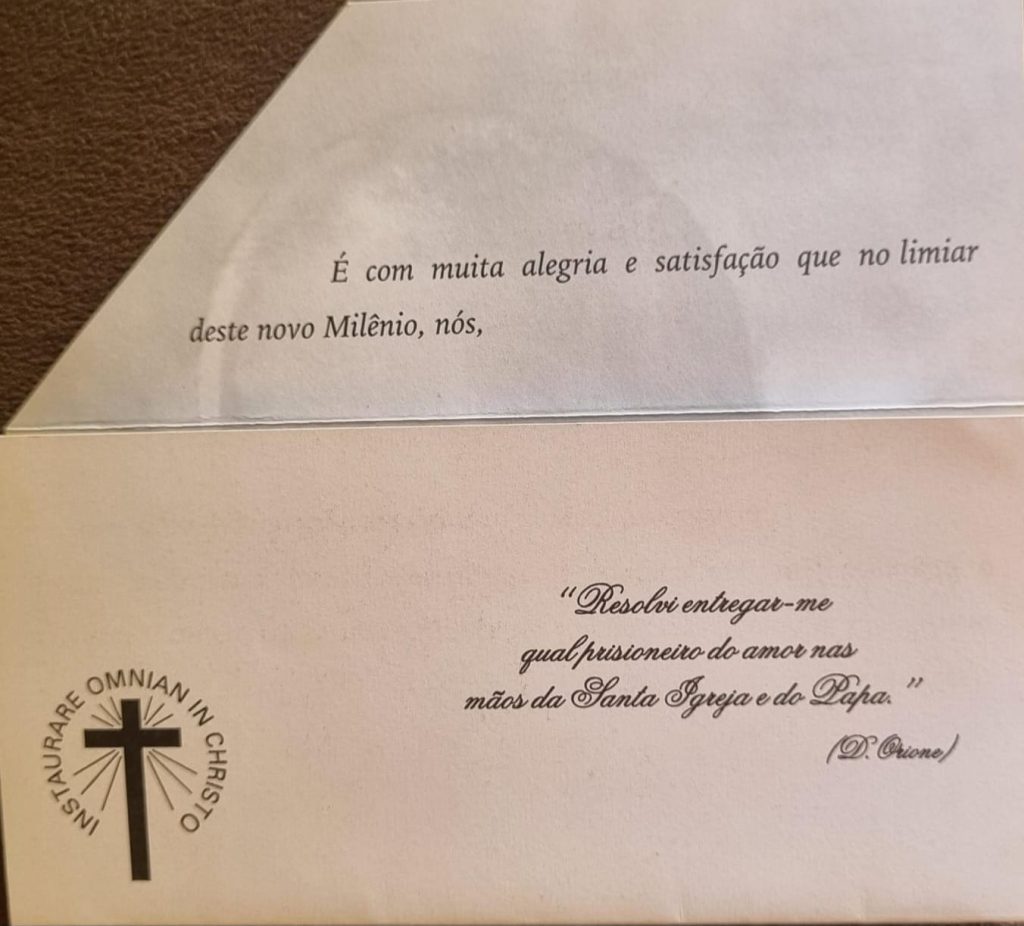 É com muita alegria e satisfação que no limiar
deste novo Milênio, nós,
"Resolvi entregar-me
qual prisioneiro do amor nas
mãos da Santa Igreja e do Papa."
(D. Orione)
INSTAURARE OMNIAN IN CHRISTO